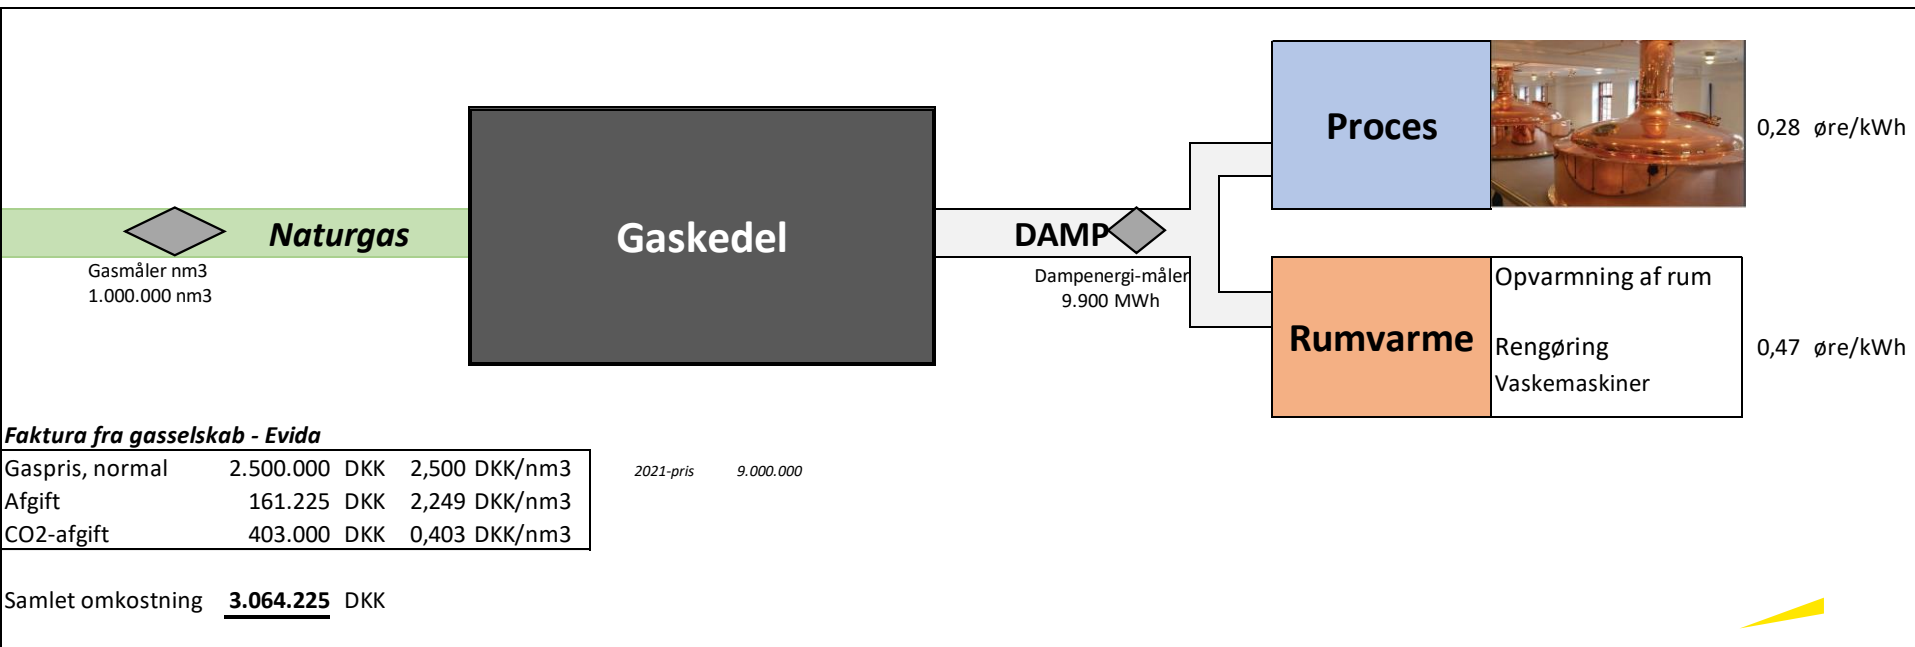 Proces
0,28 øre/kWh
Naturgas
Gaskedel
DAMP
Gasmåler nm3
1.000.000 nm3
Dampenergi-måler
9.900 MWh
Rumvarme
Opvarmning af rum
Rengøring
Vaskemaskiner
0,47 øre/kWh
Faktura fra gasselskab - Evida
Gaspris, normal 2.500.000 DKK 2,500 DKK/nm3 2021-pris 9.000.000
Afgift 161.225 DKK 2,249 DKK/nm3
CO2-afgift 403.000 DKK 0,403 DKK/nm3
Samlet omkostning 3.064.225 DKK